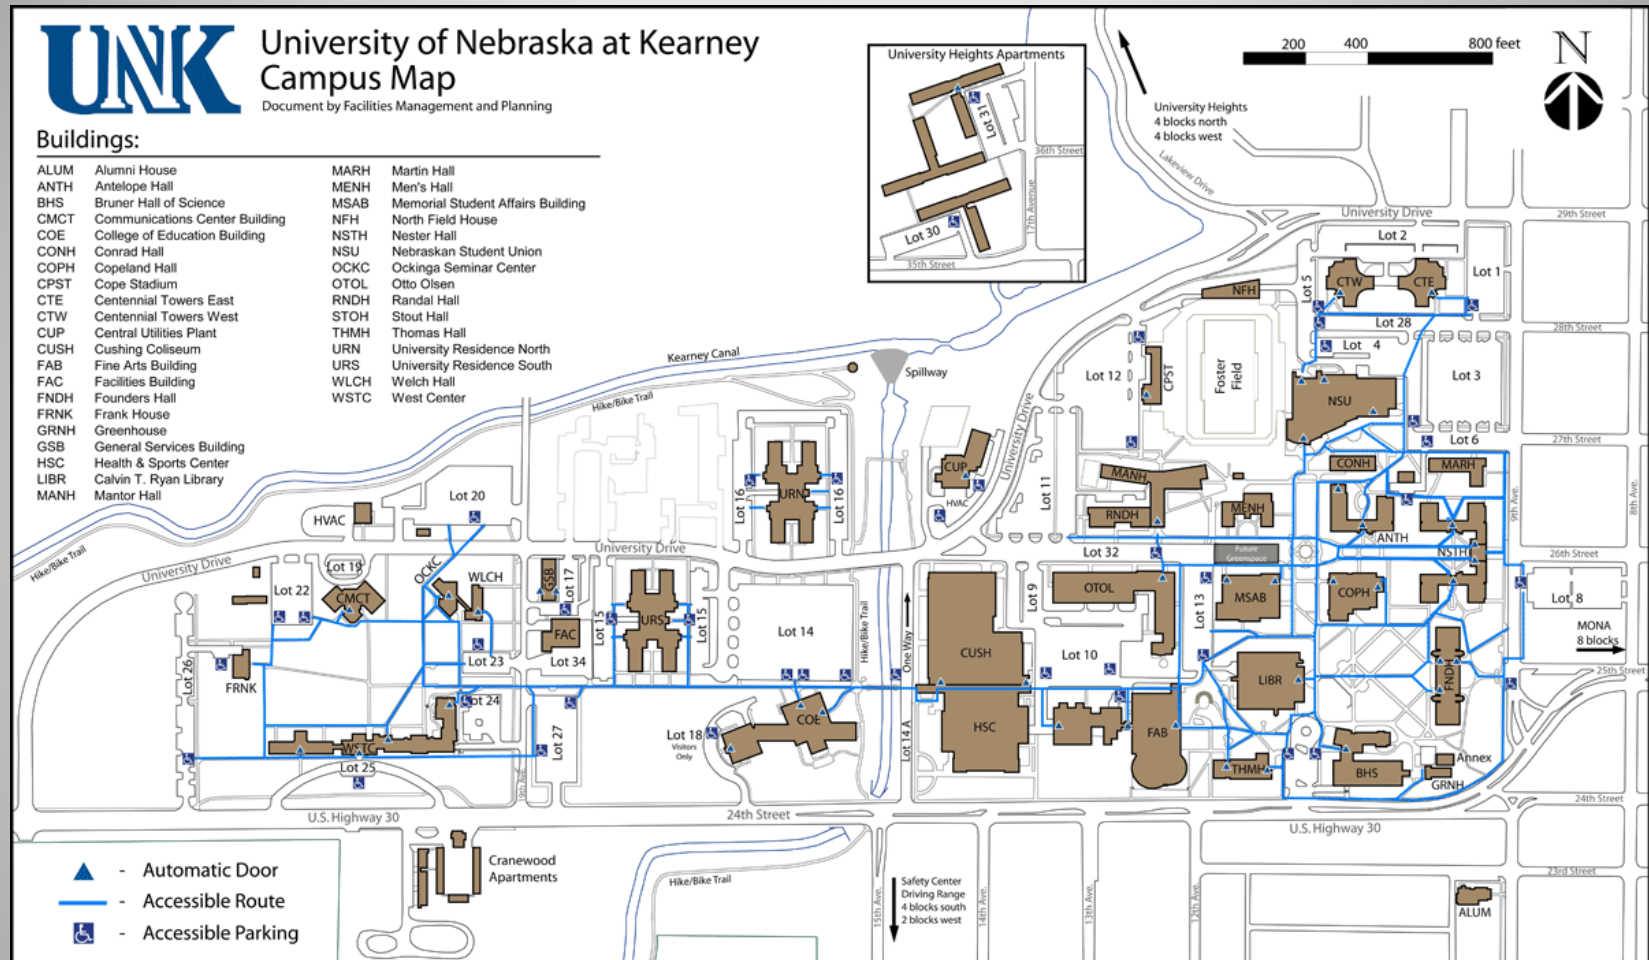 UNK
University of Nebraska at Kearney
Campus Map
Document by Facilities Management and Planning
Buildings:
ALUM Alumni House
ANTH Antelope Hall
BHS Bruner Hall of Science
CMCT Communications Center Building
COE College of Education Building
CONH Conrad Hall
COPH Copeland Hall
CPST Cope Stadium
CTE Centennial Towers East
CTW Centennial Towers West
CUP Central Utilities Plant
CUSH Cushing Coliseum
FAB Fine Arts Building
FAC Facilities Building
FNDH Founders Hall
FRNK Frank House
GRNH Greenhouse
GSB General Services Building
HSC Health & Sports Center
LIBR Calvin T. Ryan Library
MANH Mantor Hall
MARH Martin Hall
MENH Men's Hall
MSAB Memorial Student Affairs Building
NFH North Field House
NSTH Nester Hall
NSU Nebraskan Student Union
OCKC Ockinga Seminar Center
OTOL Otto Olsen
RNDH Randal Hall
STOH Stout Hall
THMH Thomas Hall
URN University Residence North
URS University Residence South
WLCH Welch Hall
WSTC West Center
University Heights Apartments
Lot 31
36th Street
17th Avenue
Lot 30
35th Street
University Heights
4 blocks north
4 blocks west
200 400 800 feet
N
Lakeview Drive
University Drive
29th Street
Lot 2
Lot 1
Lot 5
CTW
CTE
NFH
Lot 28
28th Street
Lot 4
Kearney Canal
Spillway
Lot 12
CPST
Foster
Field
Lot 3
NSU
Hike/Bike Trail
University Drive
Lot 6
27th Street
CUP
HVAC
CONH
MARH
MANH
Lot 11
Lot 16
URN
Lot 16
Lot 20
HVAC
RNDH
MENH
ANTH
9th Ave.
8th Ave.
Hike/Bike Trail
University Drive
University Drive
Lot 32
Future
Greenspace
NSTH
26th Street
Lot 19
OCKC
WLCH
GSB
Lot 17
Lot 22
CMCT
Lot 15
URS
Lot 15
Lot 14
Hike/Bike Trail
One Way
Lot 9
OTOL
Lot 13
MSAB
COPH
Lot 8
MONA
8 blocks
FAC
Lot 34
Lot 23
Lot 26
FRNK
CUSH
Lot 10
LIBR
FNDH
25th Street
Lot 24
WSTC
Lot 25
Lot 27
19th Ave.
Lot 18
Visitors
Only
COE
Lot 14A
HSC
FAB
THMH
BHS
Annex
GRNH
U.S. Highway 30
24th Street
U.S. Highway 30
24th Street
Cranewood
Apartments
Hike/Bike Trail
15th Ave.
Safety Center
Driving Range
4 blocks south
2 blocks west
14th Ave.
13th Ave.
12th Ave.
23rd Street
ALUM
- Automatic Door
- Accessible Route
- Accessible Parking